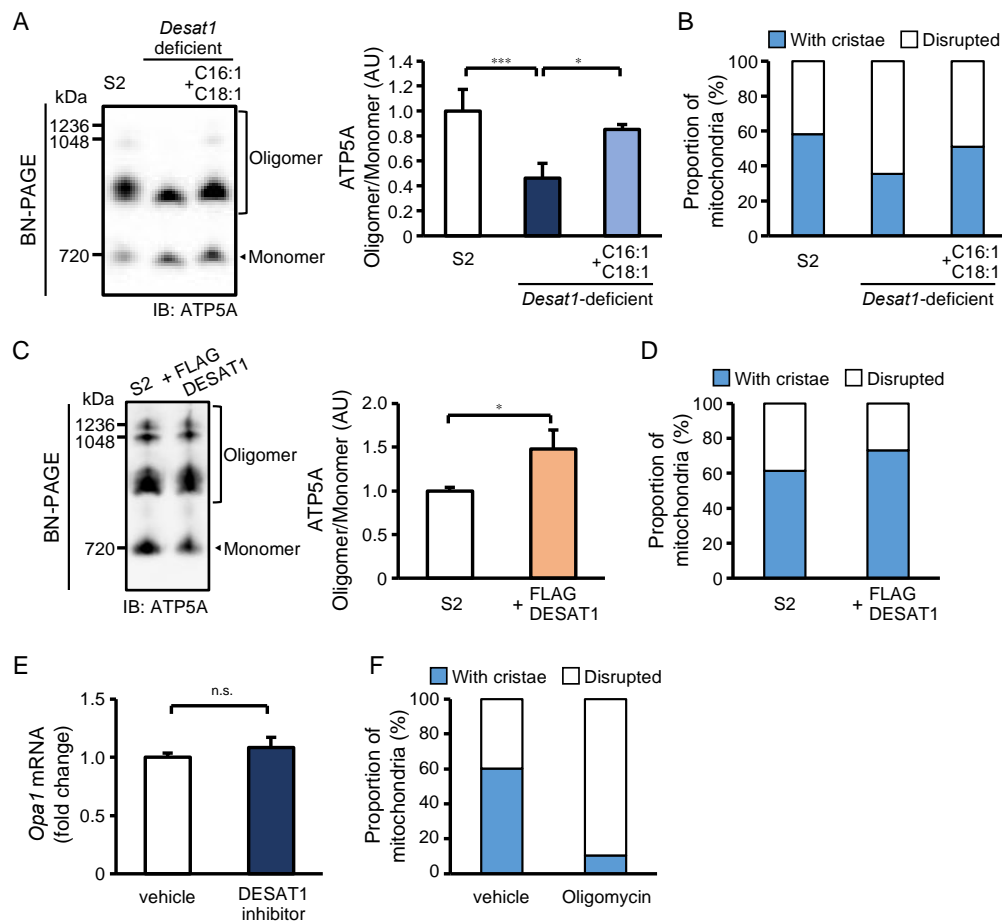 A
Desat1
deficient
S2
+C16:1
C18:1
kDa
1236
1048
720
BN-PAGE
Oligomer
Monomer
IB: ATP5A
ATP5A
Oligomer/Monomer (AU)
1.4
1.2
1.0
0.8
0.6
0.4
0.2
0
***
*
S2
+C16:1
C18:1
Desat1-deficient
B
With cristae
Disrupted
Proportion of
mitochondria (%)
100
80
60
40
20
0
S2
+C16:1
C18:1
Desat1-deficient
C
S2
+ FLAG
DESAT1
kDa
1236
1048
720
BN-PAGE
Oligomer
Monomer
IB: ATP5A
ATP5A
Oligomer/Monomer (AU)
2.0
1.5
1.0
0.5
0
*
S2
+ FLAG
DESAT1
D
With cristae
Disrupted
Proportion of
mitochondria (%)
100
80
60
40
20
0
S2
+ FLAG
DESAT1
E
Opa1 mRNA
(fold change)
1.5
1.0
0.5
0
n.s.
vehicle
DESAT1
inhibitor
F
With cristae
Disrupted
Proportion of
mitochondria (%)
100
80
60
40
20
0
vehicle
Oligomycin